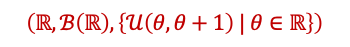 (ℝ, ℬ(ℝ), {𝒰(θ, θ + 1) | θ ∈ ℝ})